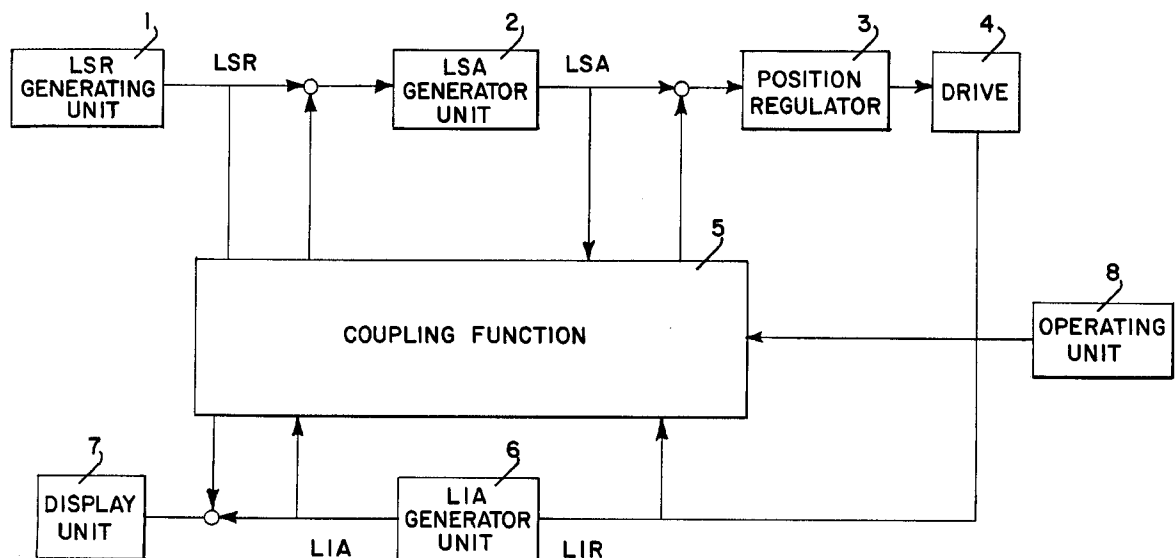 1
LSR
GENERATING
UNIT
LSR
2
LSA
GENERATOR
UNIT
LSA
3
POSITION
REGULATOR
4
DRIVE
5
COUPLING FUNCTION
8
OPERATING
UNIT
7
DISPLAY
UNIT
LIA
6
LIA
GENERATOR
UNIT
LIR